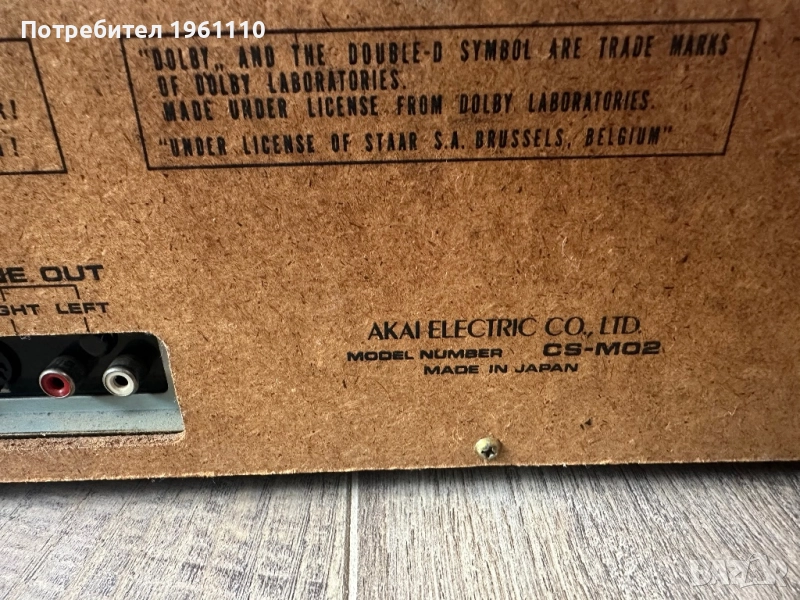 Потребител 1961110
"DOLBY„ AND THE DOUBLE-D SYMBOL ARE TRADE MARKS
OF DOLBY LABORATORIES.
MADE UNDER LICENSE FROM DOLBY LABORATORIES.
"UNDER LICENSE OF STAAR S.A. BRUSSELS, BELGIUM"
OUT
LEFT
AKAI ELECTRIC CO., LTD.
MODEL NUMBER CS-M02
MADE IN JAPAN